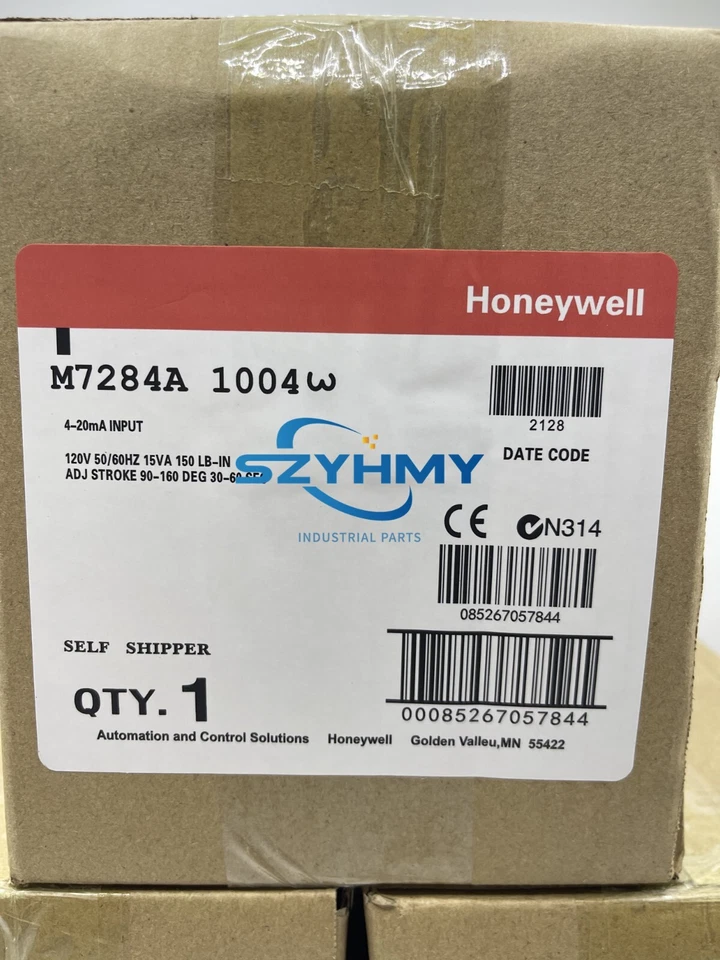 Honeywell
M7284A 1004ω
2128
4-20mA INPUT
DATE CODE
120V 50/60HZ 15VA 150 LB-IN
ADJ STROKE 90-160 DEG 30-60 SEC
SZYHMY
INDUSTRIAL PARTS
CE N314
085267057844
SELF SHIPPER
QTY. 1
00085267057844
Automation and Control Solutions Honeywell Golden Valleu,MN 55422